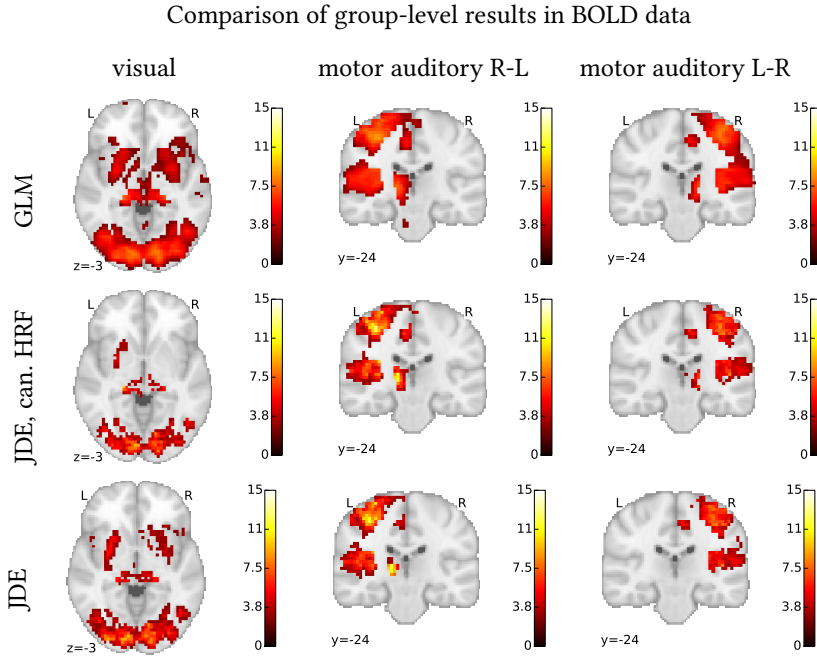 Comparison of group-level results in BOLD data
visual motor auditory R-L motor auditory L-R
GLM
L R 15 11 7.5 3.8 0 z=-3
L R 15 11 7.5 3.8 0 y=-24
L R 15 11 7.5 3.8 0
JDE, can. HRF
L R 15 11 7.5 3.8 0 z=-3
L R 15 11 7.5 3.8 0 y=-24
L R 15 11 7.5 3.8 0 y=-24
JDE
L R 15 11 7.5 3.8 0 z=-3
L R 15 11 7.5 3.8 0 y=-24
L R 15 11 7.5 3.8 0 y=-24